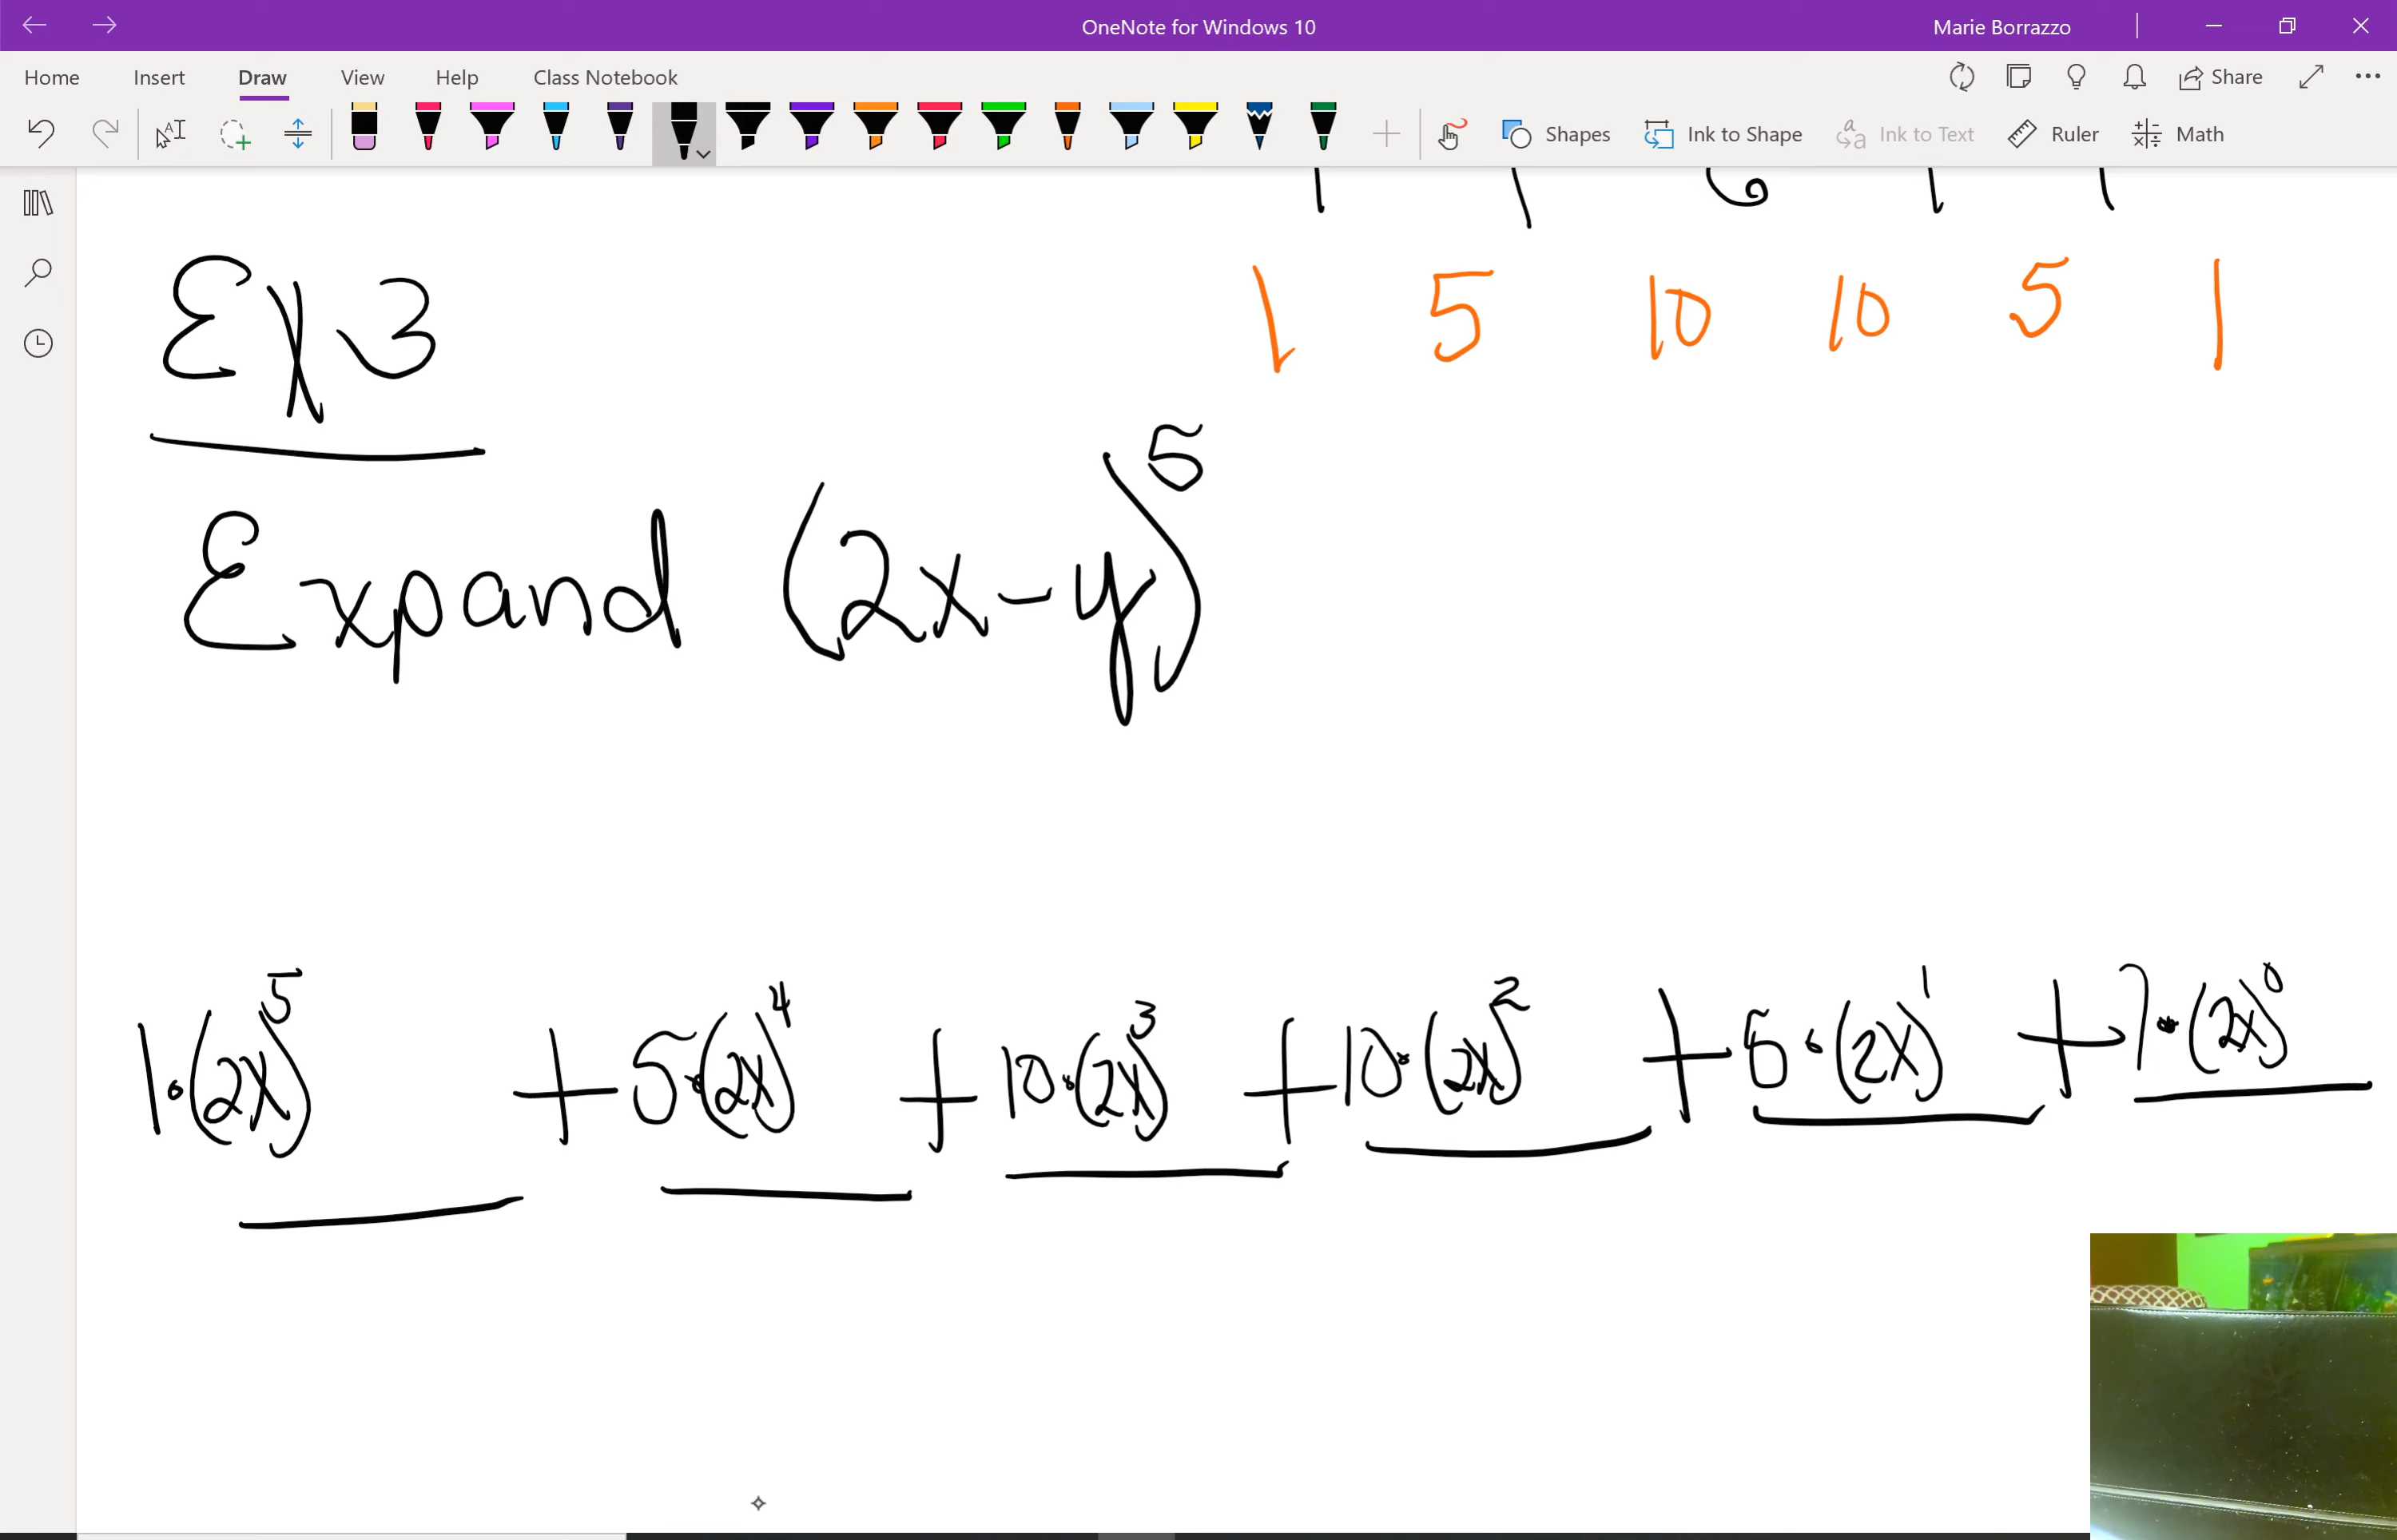 OneNote for Windows 10 Marie Borrazzo
Home Insert Draw View Help Class Notebook Share
Shapes Ink to Shape Ink to Text Ruler Math
Ex 3
1 5 10 10 5 1
Expand (2x-y)⁵
1·(2x)⁵ + 5·(2x)⁴ + 10·(2x)³ + 10·(2x)² + 5·(2x)¹ + 1·(2x)⁰